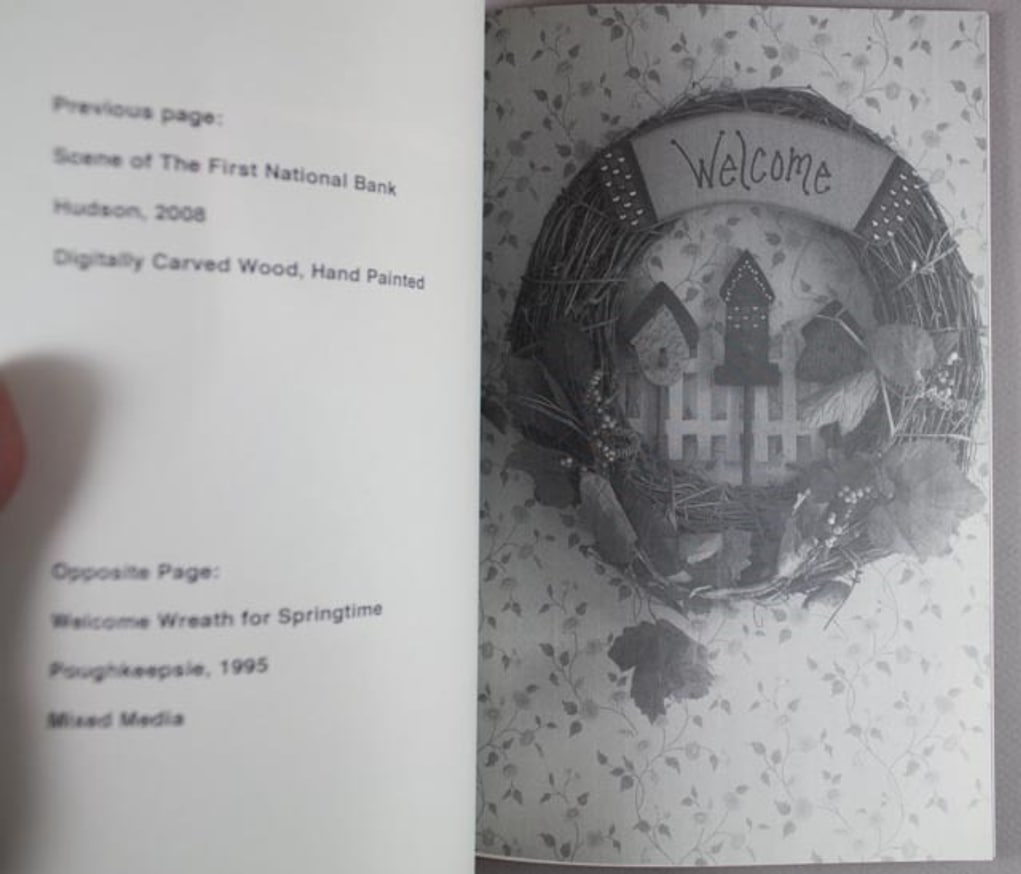 Previous page:
Scene of The First National Bank
Hudson, 2008
Digitally Carved Wood, Hand Painted
Opposite Page:
Welcome Wreath for Springtime
Poughkeepsie, 1995
Mixed Media
Welcome